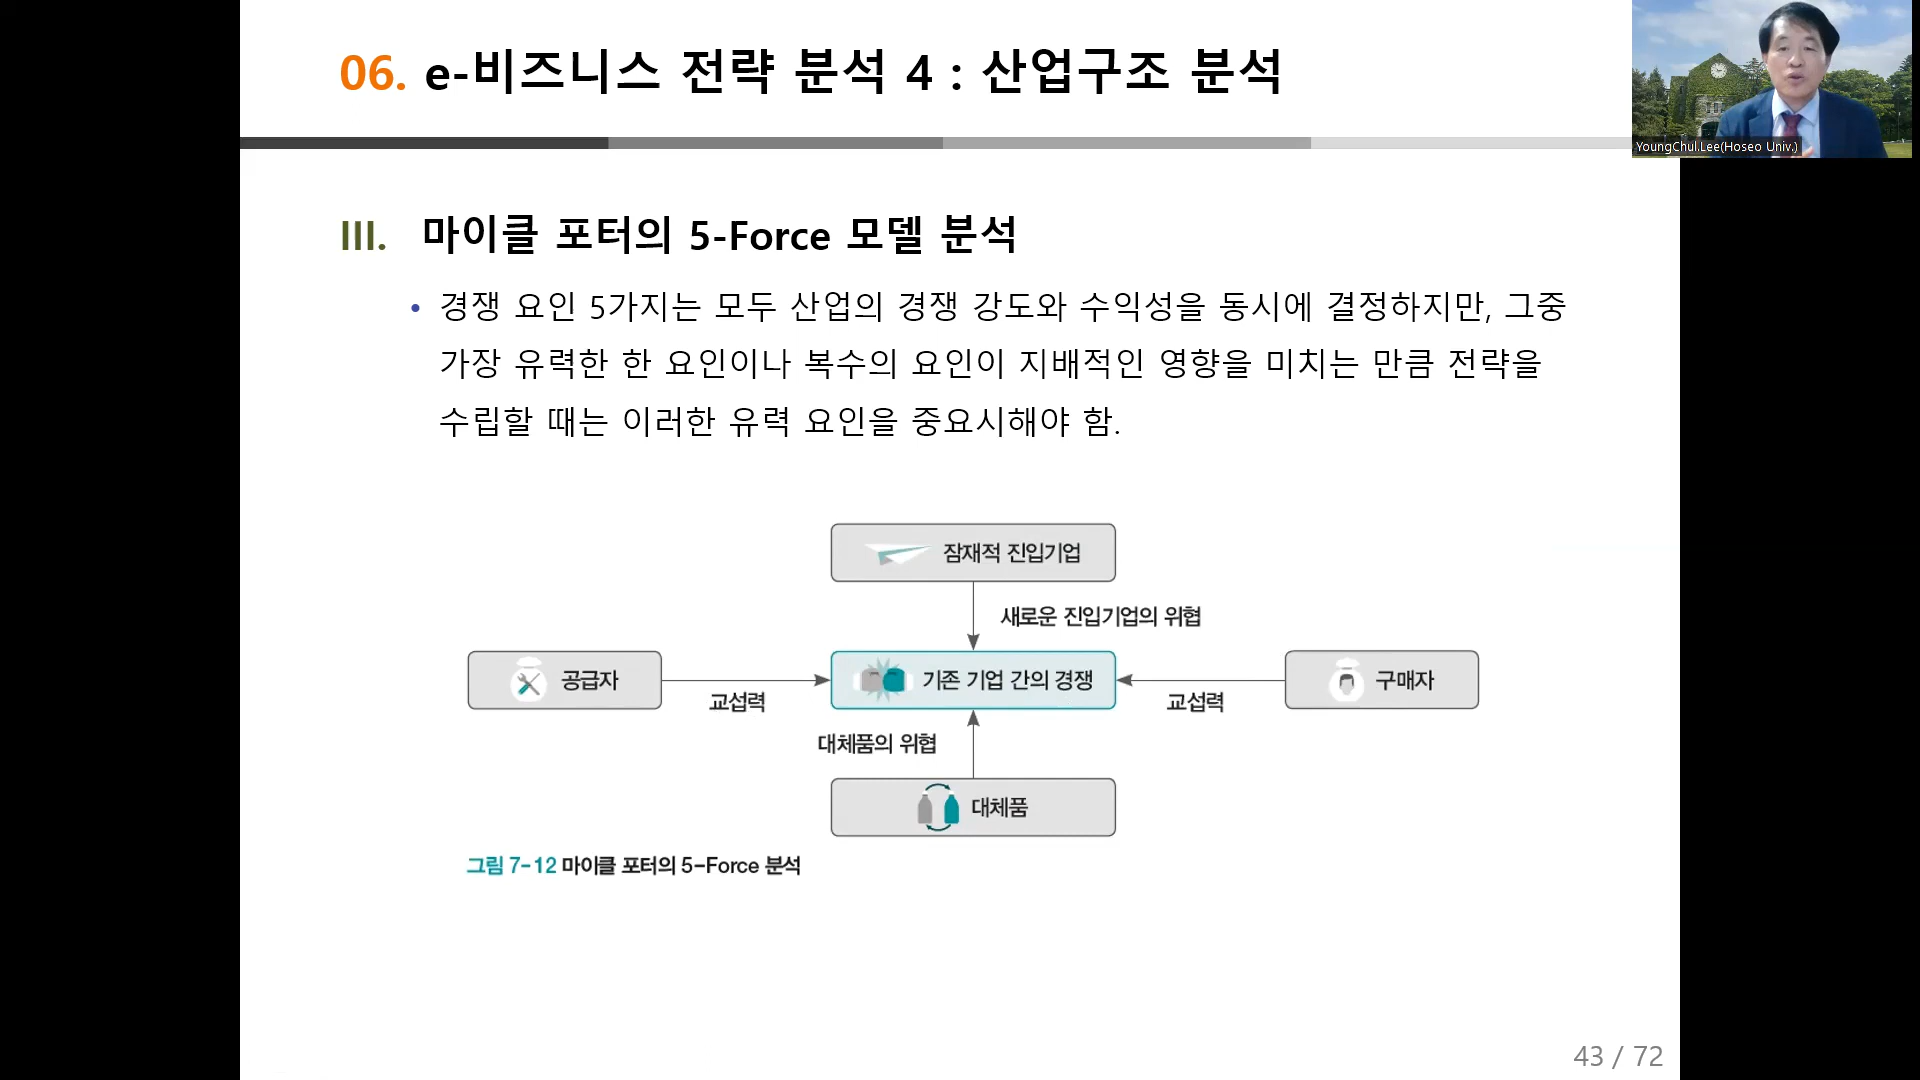 06. e-비즈니스 전략 분석 4 : 산업구조 분석
YoungChul.Lee(Hoseo Univ.)
III. 마이클 포터의 5-Force 모델 분석
• 경쟁 요인 5가지는 모두 산업의 경쟁 강도와 수익성을 동시에 결정하지만, 그중
가장 유력한 한 요인이나 복수의 요인이 지배적인 영향을 미치는 만큼 전략을
수립할 때는 이러한 유력 요인을 중요시해야 함.
잠재적 진입기업
새로운 진입기업의 위협
공급자
교섭력
기존 기업 간의 경쟁
교섭력
구매자
대체품의 위협
대체품
그림 7-12 마이클 포터의 5-Force 분석
43 / 72